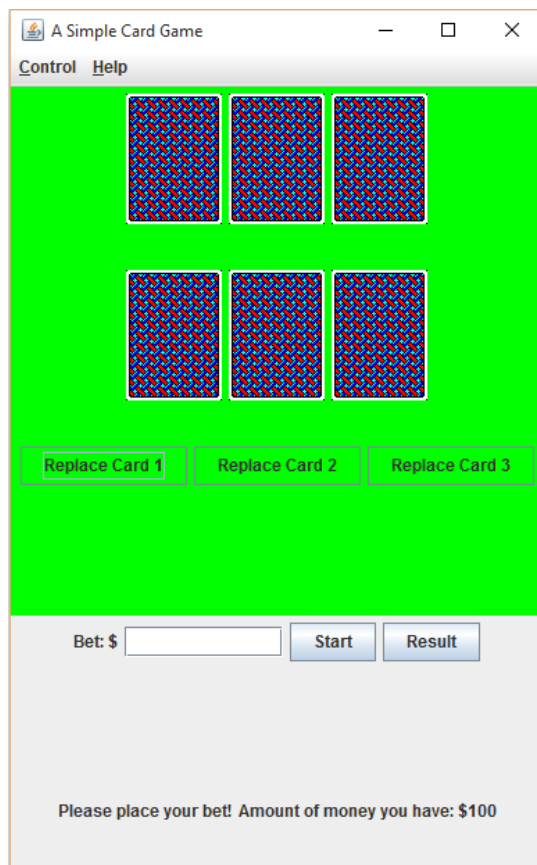 A Simple Card Game
Control Help
Replace Card 1 Replace Card 2 Replace Card 3
Bet: $ Start Result
Please place your bet! Amount of money you have: $100